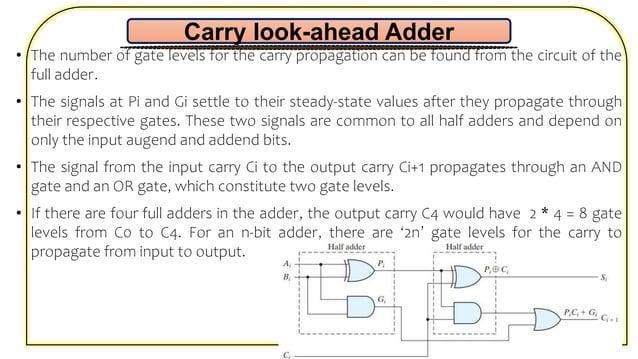 Carry look-ahead Adder
• The number of gate levels for the carry propagation can be found from the circuit of the
full adder.
• The signals at Pi and Gi settle to their steady-state values after they propagate through
their respective gates. These two signals are common to all half adders and depend on
only the input augend and addend bits.
• The signal from the input carry Ci to the output carry Ci+1 propagates through an AND
gate and an OR gate, which constitute two gate levels.
• If there are four full adders in the adder, the output carry C4 would have 2 * 4 = 8 gate
levels from C0 to C4. For an n-bit adder, there are ‘2n’ gate levels for the carry to
propagate from input to output.
Half adder
Half adder
Ai
Bi
Pi
Gi
Pi ⊕ Ci
Si
PiCi + Gi
Ci + 1
Ci